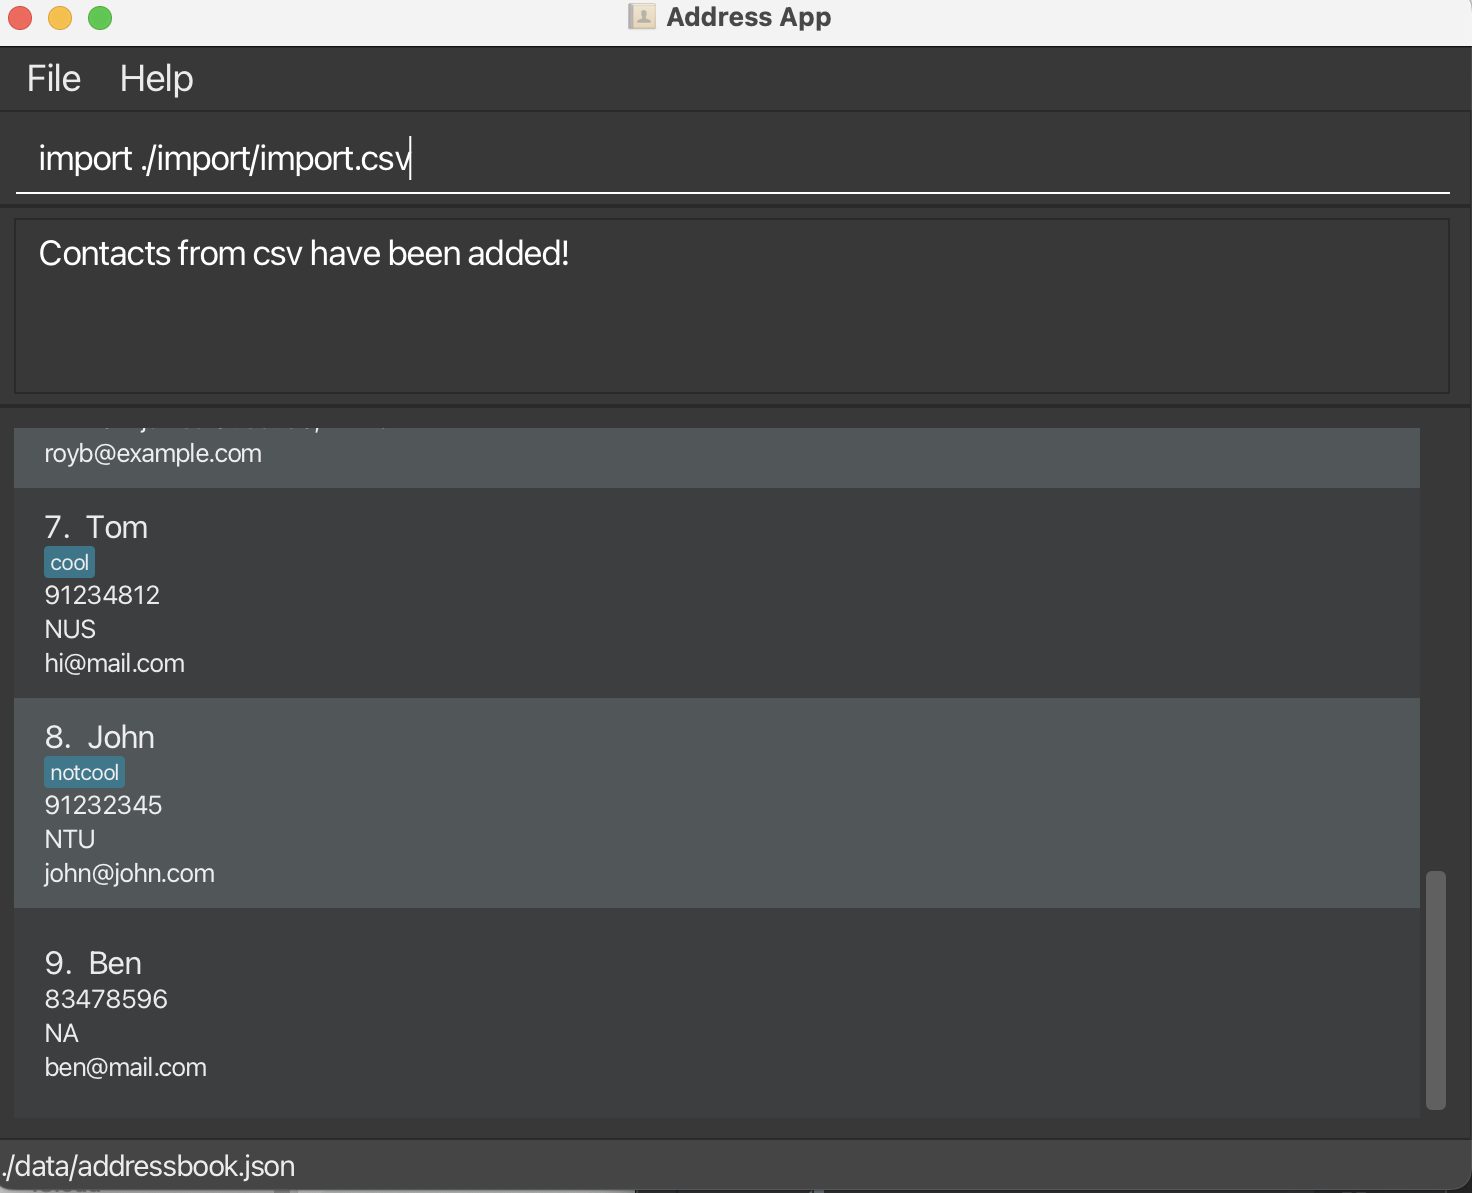 Address App
File Help
import ./import/import.csv
Contacts from csv have been added!
royb@example.com
7. Tom
cool
91234812
NUS
hi@mail.com
8. John
notcool
91232345
NTU
john@john.com
9. Ben
83478596
NA
ben@mail.com
./data/addressbook.json